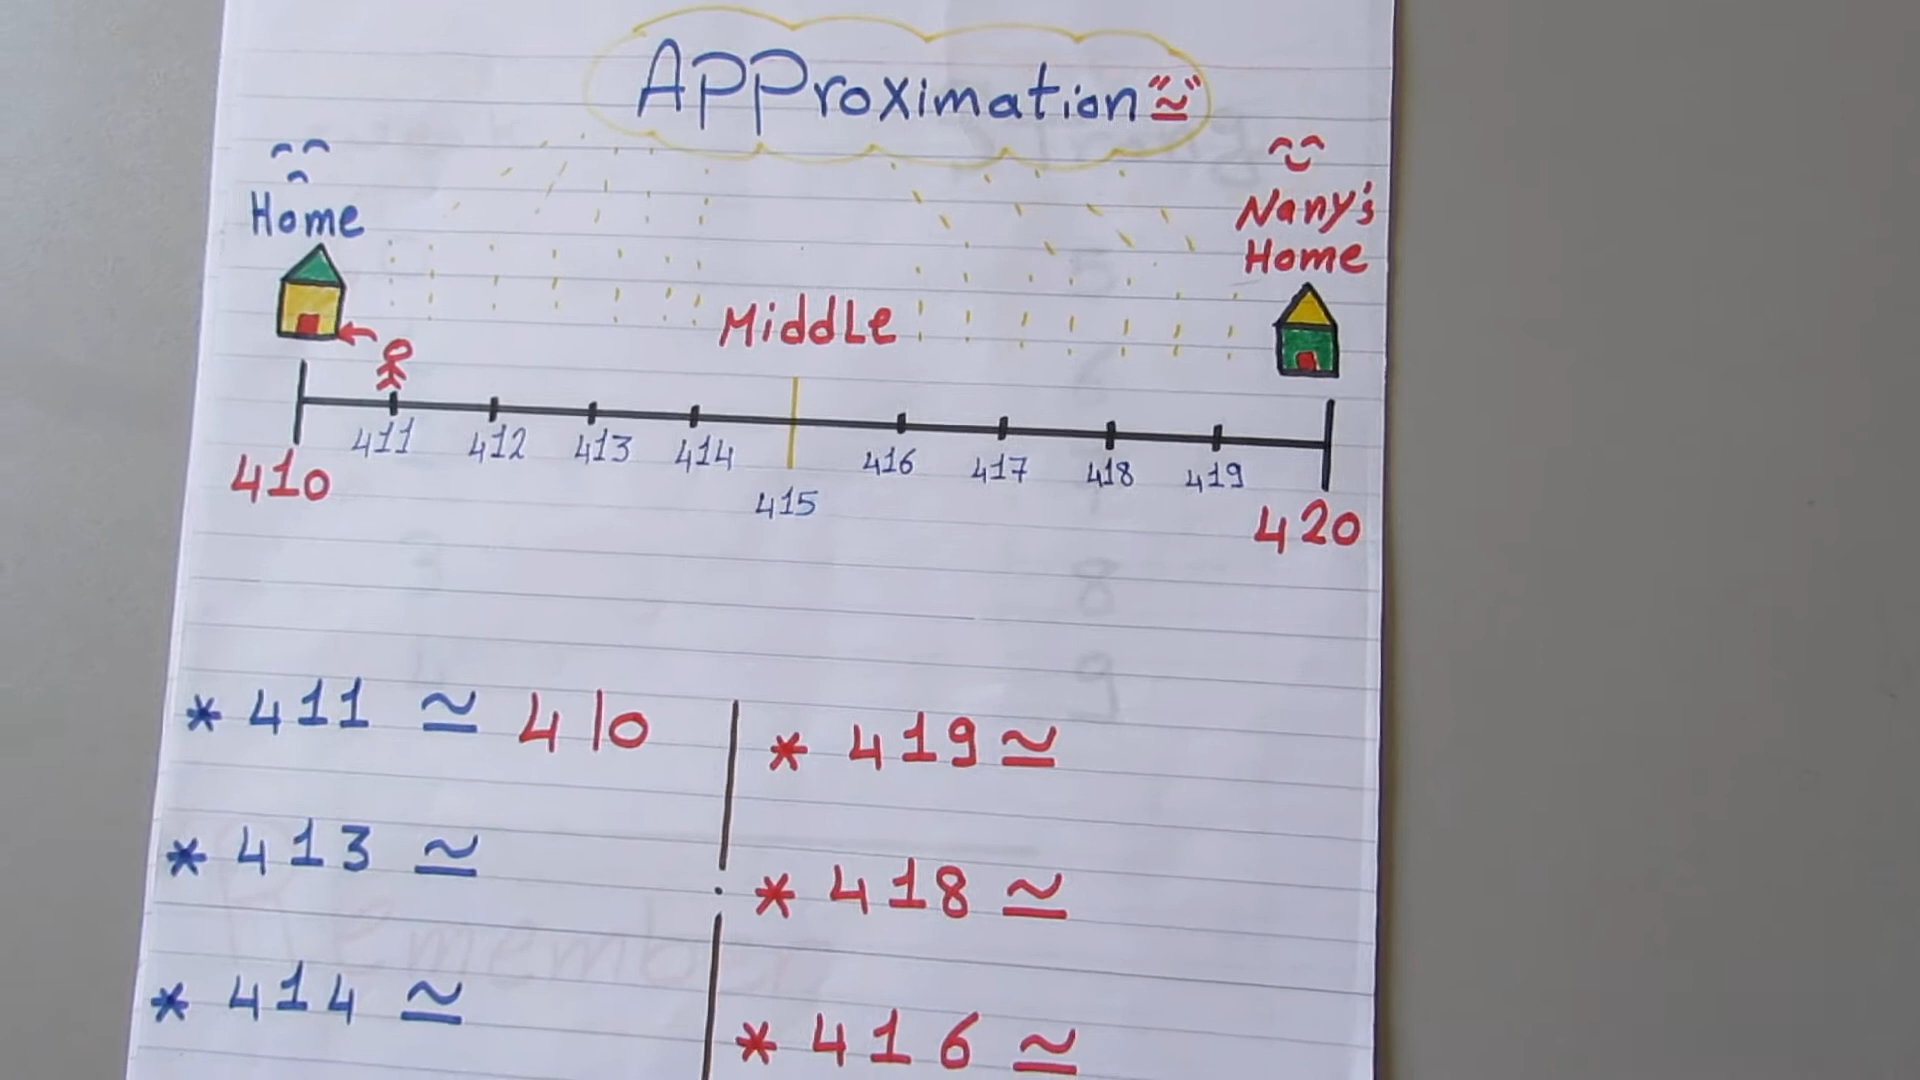 APProximation ≃
Home
Nany's
Home
Middle
411 412 413 414 416 417 418 419
415
410 420
* 411 ≃ 410
* 419 ≃
* 413 ≃
* 418 ≃
* 414 ≃
* 416 ≃
Remember